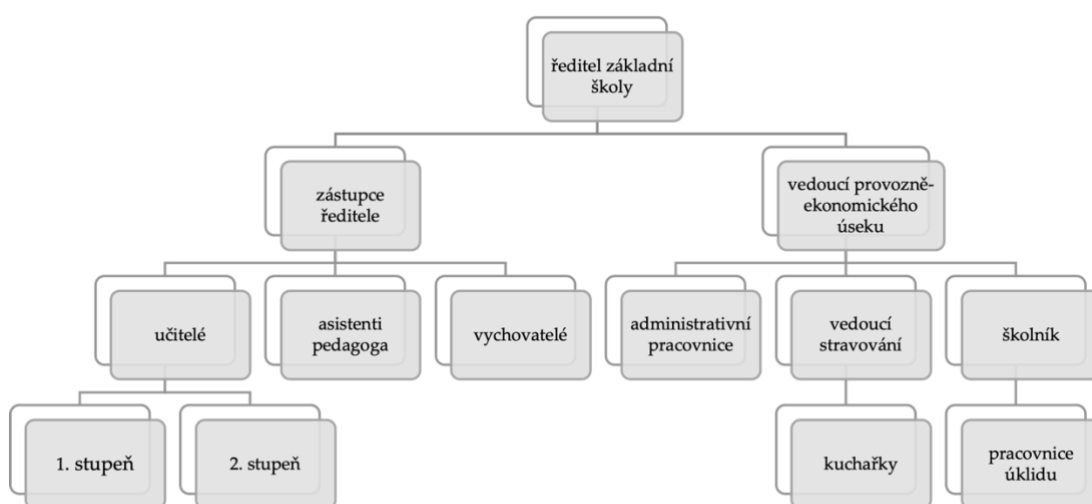 ředitel základní
školy
zástupce
ředitele
vedoucí provozně-
ekonomického
úseku
učitelé
asistenti
pedagoga
vychovatelé
administrativní
pracovnice
vedoucí
stravování
školník
1. stupeň
2. stupeň
kuchařky
pracovnice
úklidu